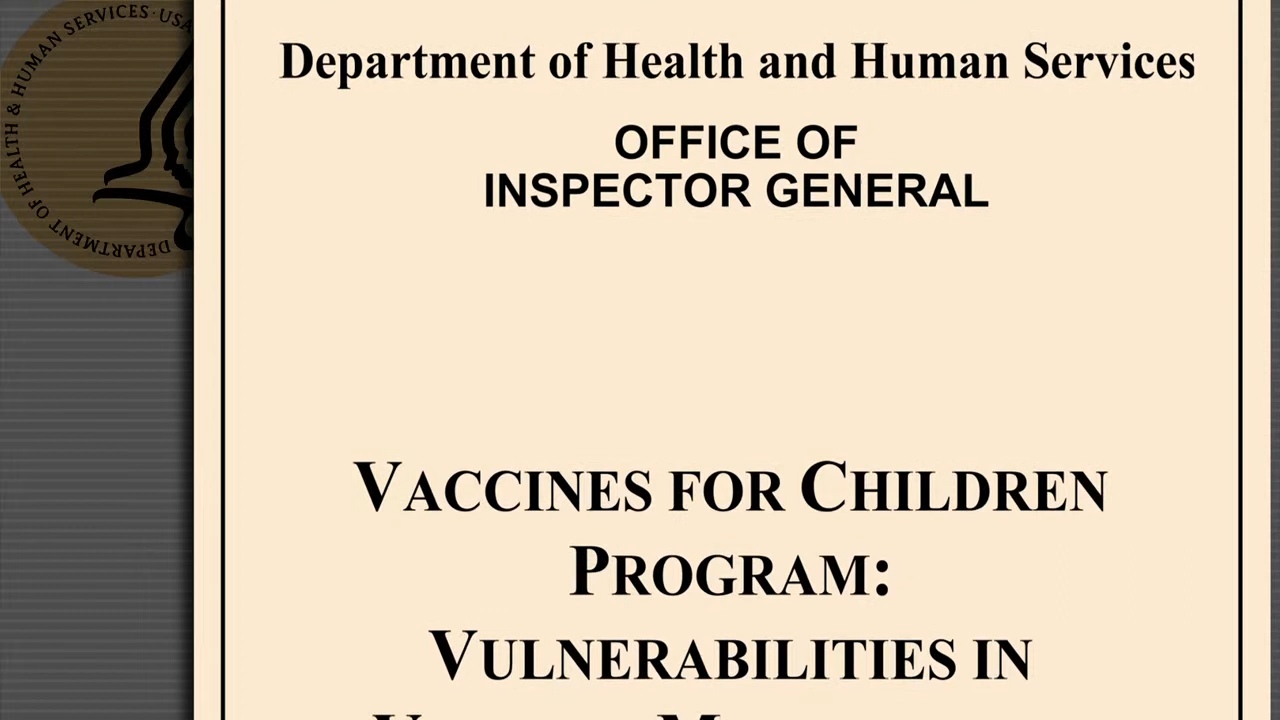 DEPARTMENT OF HEALTH & HUMAN SERVICES · USA
Department of Health and Human Services
OFFICE OF
INSPECTOR GENERAL
VACCINES FOR CHILDREN
PROGRAM:
VULNERABILITIES IN